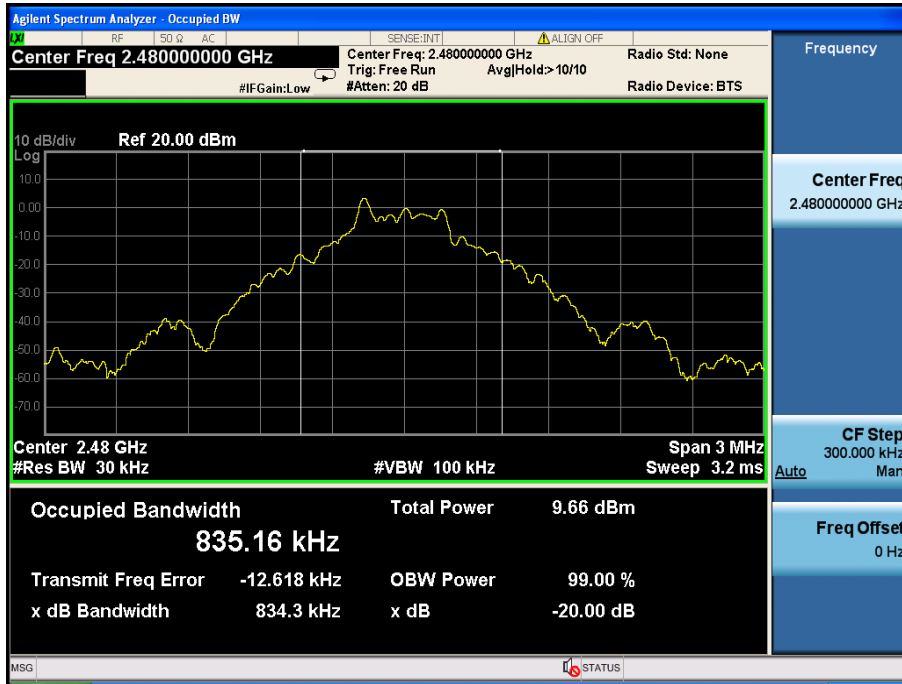 Agilent Spectrum Analyzer - Occupied BW
LXI RF 50 Ω AC SENSE:INT ALIGN OFF
Center Freq 2.480000000 GHz
Center Freq: 2.480000000 GHz Radio Std: None
Trig: Free Run Avg|Hold:> 10/10
#IFGain:Low #Atten: 20 dB Radio Device: BTS
10 dB/div Ref 20.00 dBm
Log
10.0
0.00
-10.0
-20.0
-30.0
-40.0
-50.0
-60.0
-70.0
Center 2.48 GHz Span 3 MHz
#Res BW 30 kHz #VBW 100 kHz Sweep 3.2 ms
Occupied Bandwidth Total Power 9.66 dBm
835.16 kHz
Transmit Freq Error -12.618 kHz OBW Power 99.00 %
x dB Bandwidth 834.3 kHz x dB -20.00 dB
MSG STATUS
Frequency
Center Freq
2.480000000 GHz
CF Step
300.000 kHz
Auto Man
Freq Offset
0 Hz